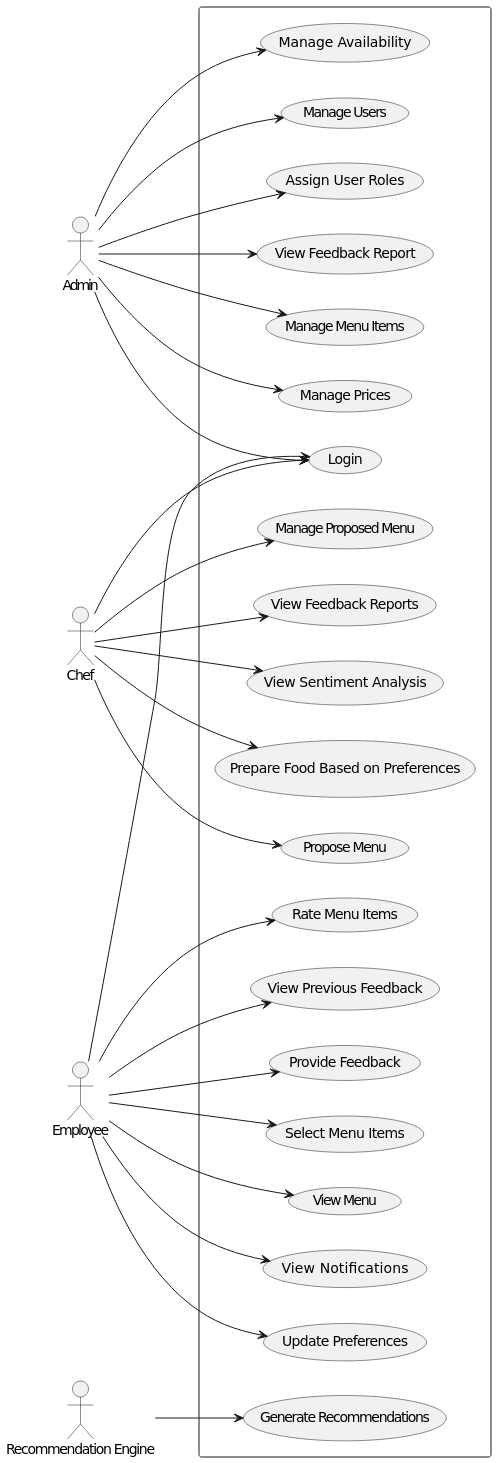 Manage Availability
Manage Users
Assign User Roles
View Feedback Report
Admin
Manage Menu Items
Manage Prices
Login
Manage Proposed Menu
View Feedback Reports
Chef
View Sentiment Analysis
Prepare Food Based on Preferences
Propose Menu
Rate Menu Items
View Previous Feedback
Provide Feedback
Employee
Select Menu Items
View Menu
View Notifications
Update Preferences
Generate Recommendations
Recommendation Engine